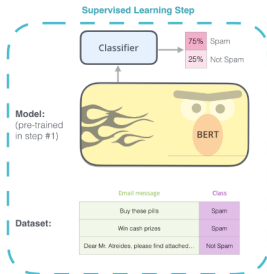 Supervised Learning Step
Classifier
75% Spam
25% Not Spam
Model:
(pre-trained
in step #1)
BERT
Email message Class
Dataset:
Buy these pills Spam
Win cash prizes Spam
Dear Mr. Atreides, please find attached... Not Spam